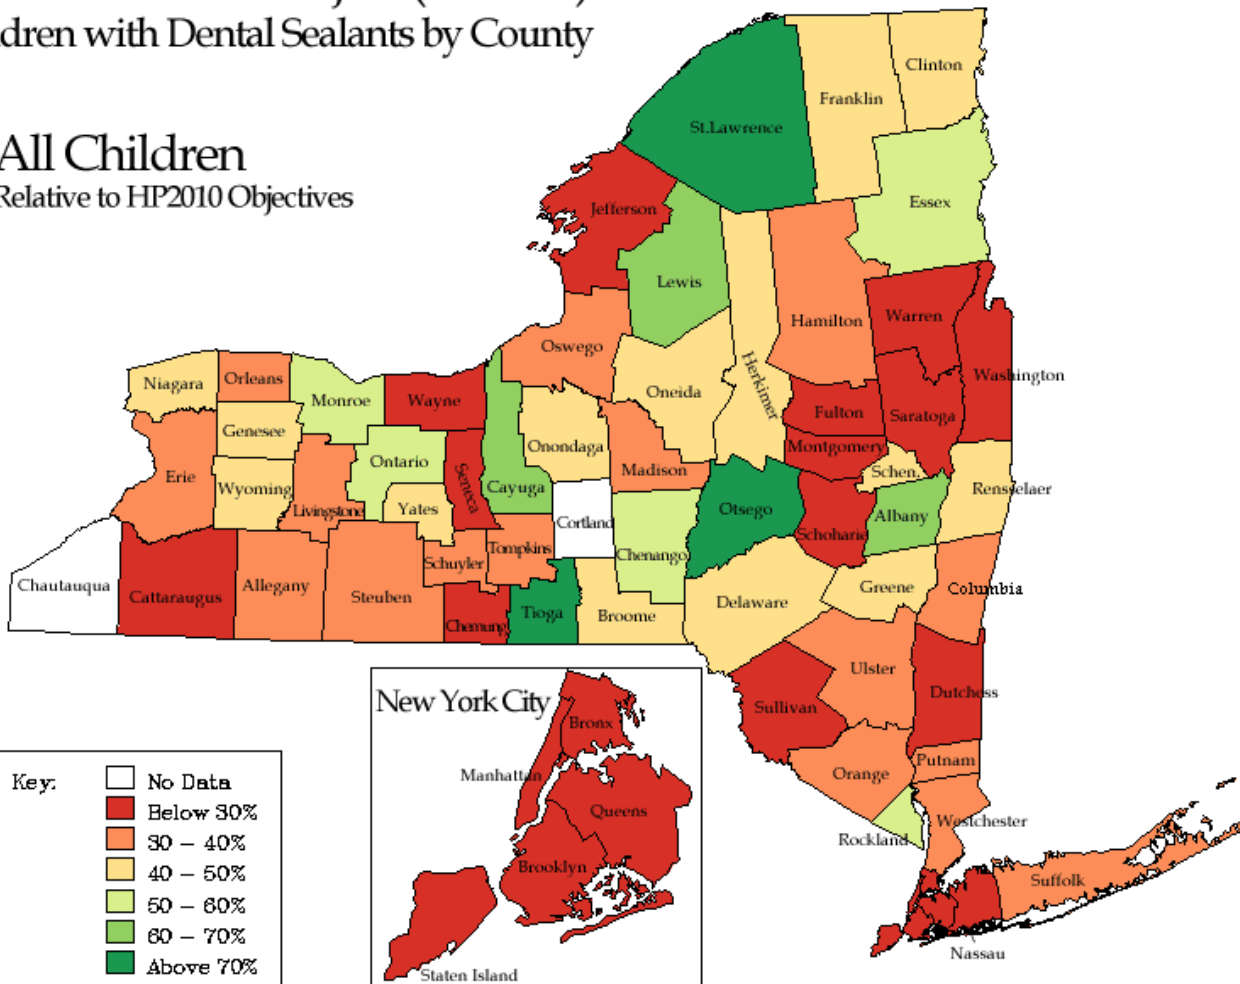 dren with Dental Sealants by County
All Children
Relative to HP2010 Objectives
Clinton
Franklin
St.Lawrence
Essex
Jefferson
Lewis
Warren
Hamilton
Oswego
Herkimer
Washington
Niagara
Orleans
Monroe
Wayne
Oneida
Fulton
Saratoga
Genesee
Onondaga
Montgomery
Erie
Ontario
Seneca
Madison
Schen.
Wyoming
Cayuga
Rensselaer
Livingstone
Yates
Otsego
Albany
Cortland
Schoharie
Chenango
Tompkins
Schuyler
Chautauqua
Allegany
Greene
Columbia
Cattaraugus
Steuben
Delaware
Tioga
Broome
Chemung
Ulster
Dutchess
Sullivan
New York City
Bronx
Putnam
Orange
Manhattan
Queens
Westchester
Rockland
Brooklyn
Suffolk
Nassau
Staten Island
Key:
No Data
Below 30%
30 – 40%
40 – 50%
50 – 60%
60 – 70%
Above 70%